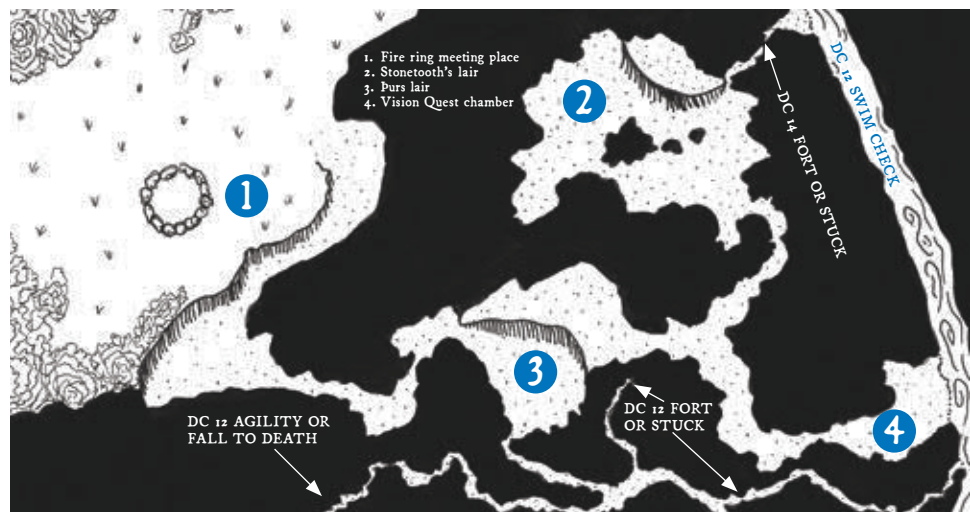 1. Fire ring meeting place
2. Stonetooth's lair
3. Þurs lair
4. Vision Quest chamber
1
2
3
4
DC 12 SWIM CHECK
DC 14 FORT OR STUCK
DC 12 AGILITY OR
FALL TO DEATH
DC 12 FORT
OR STUCK